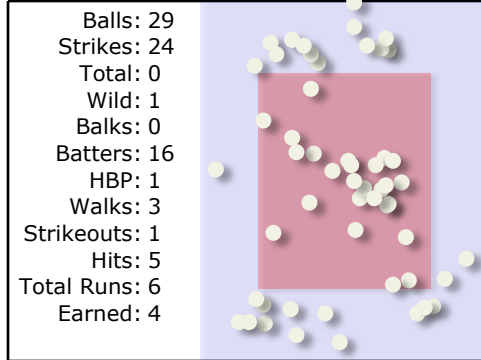 Balls: 29
Strikes: 24
Total: 0
Wild: 1
Balks: 0
Batters: 16
HBP: 1
Walks: 3
Strikeouts: 1
Hits: 5
Total Runs: 6
Earned: 4